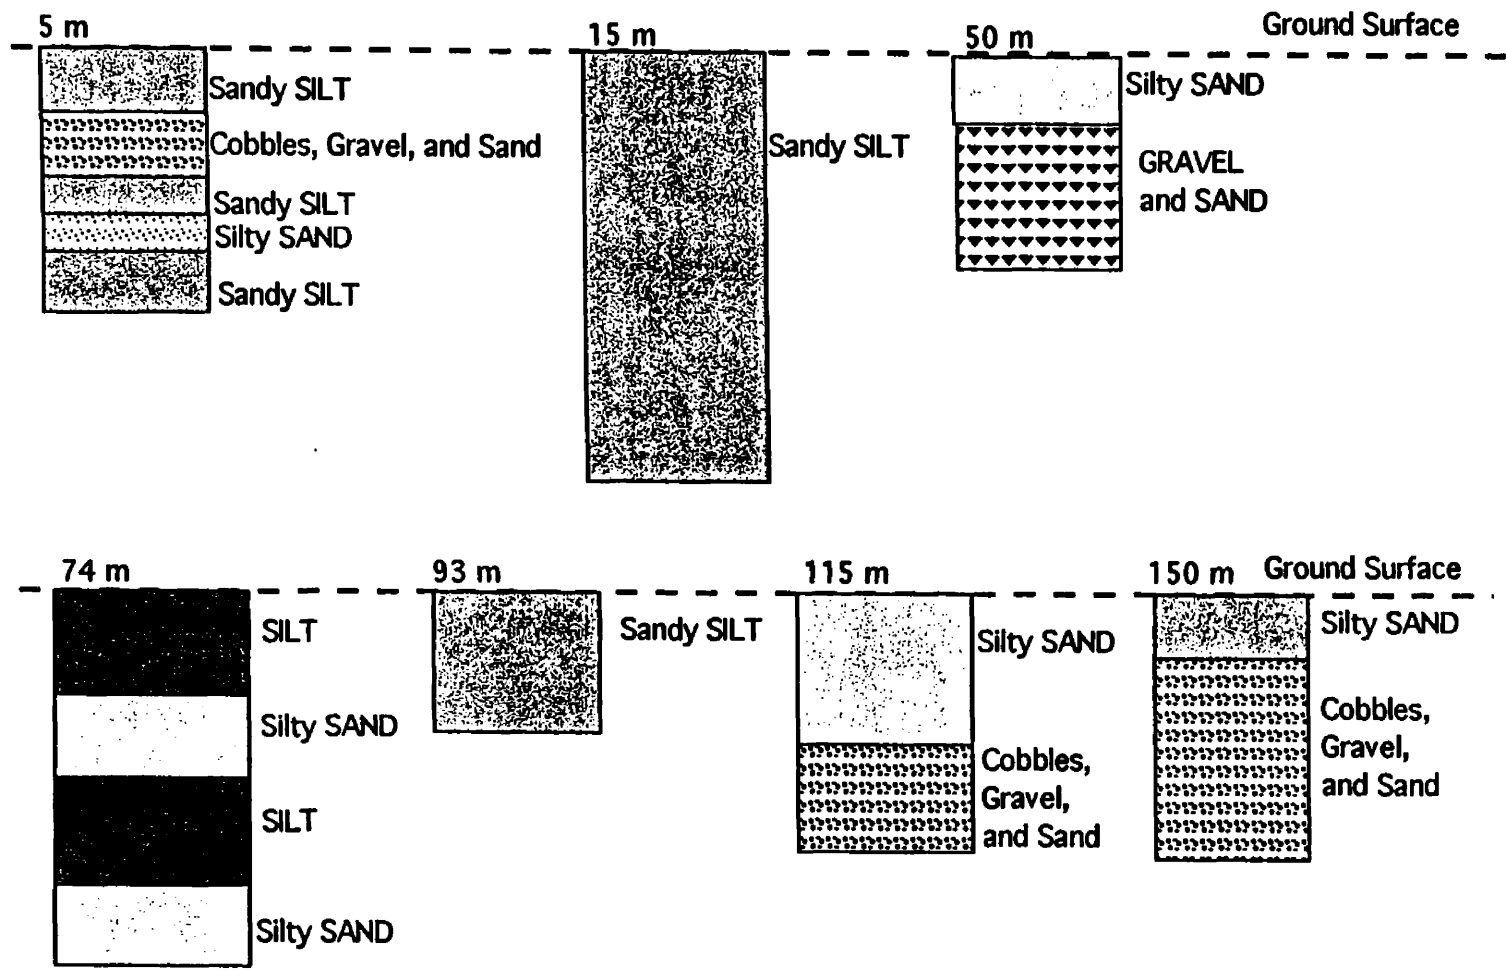 5 m
15 m
50 m
Ground Surface
Sandy SILT
Cobbles, Gravel, and Sand
Sandy SILT
Silty SAND
Sandy SILT
Sandy SILT
Silty SAND
GRAVEL
and SAND
74 m
93 m
115 m
150 m
Ground Surface
SILT
Silty SAND
SILT
Silty SAND
Sandy SILT
Silty SAND
Cobbles,
Gravel,
and Sand
Silty SAND
Cobbles,
Gravel,
and Sand